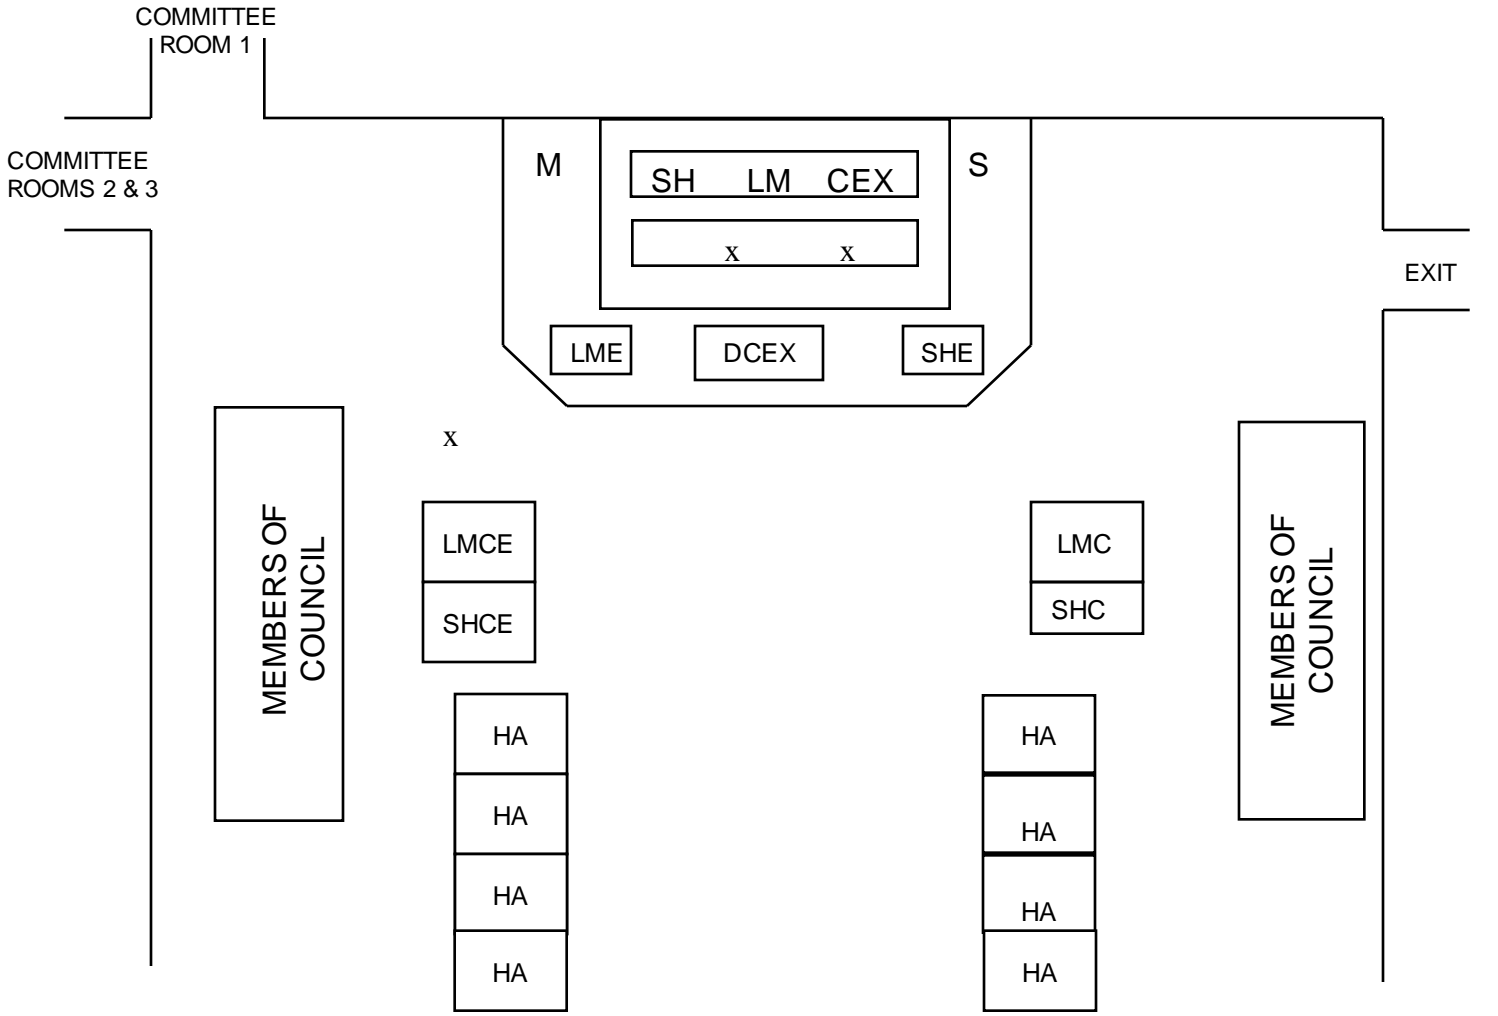 COMMITTEE
ROOM 1
COMMITTEE
ROOMS 2 & 3
M
S
SH LM CEX
x x
EXIT
LME
DCEX
SHE
x
MEMBERS OF
COUNCIL
LMCE
LMC
MEMBERS OF
COUNCIL
SHCE
SHC
HA
HA
HA
HA
HA
HA
HA
HA